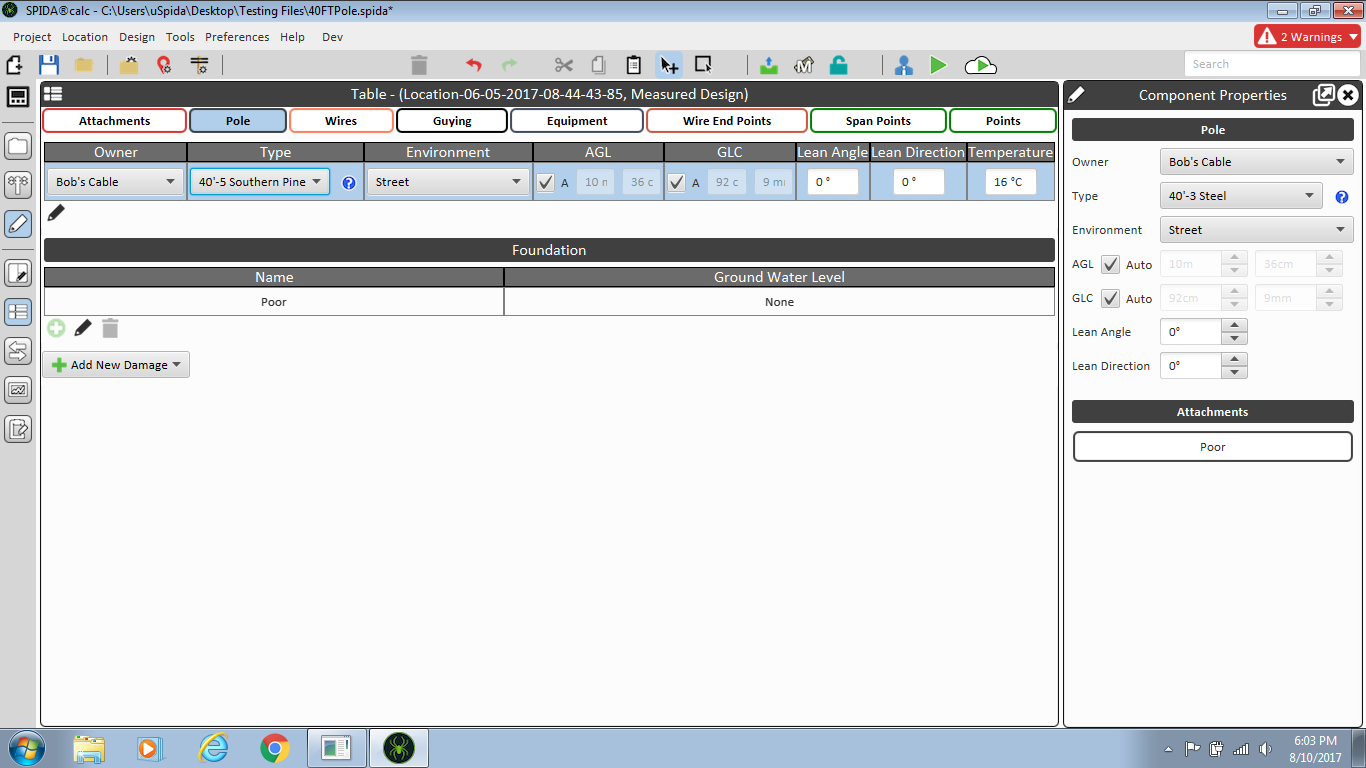 SPIDA®calc - C:\Users\uSpida\Desktop\Testing Files\40FTPole.spida*
Project Location Design Tools Preferences Help Dev
2 Warnings
Search
Table - (Location-06-05-2017-08-44-43-85, Measured Design)
Attachments Pole Wires Guying Equipment Wire End Points Span Points Points
Owner Type Environment AGL GLC Lean Angle Lean Direction Temperature
Bob's Cable 40'-5 Southern Pine ? Street A 10 m 36 c A 92 c 9 m 0 ° 0 ° 16 °C
Foundation
Name Ground Water Level
Poor None
Add New Damage
Component Properties
Pole
Owner Bob's Cable
Type 40'-3 Steel ?
Environment Street
AGL Auto 10m 36cm
GLC Auto 92cm 9mm
Lean Angle 0°
Lean Direction 0°
Attachments
Poor
6:03 PM
8/10/2017